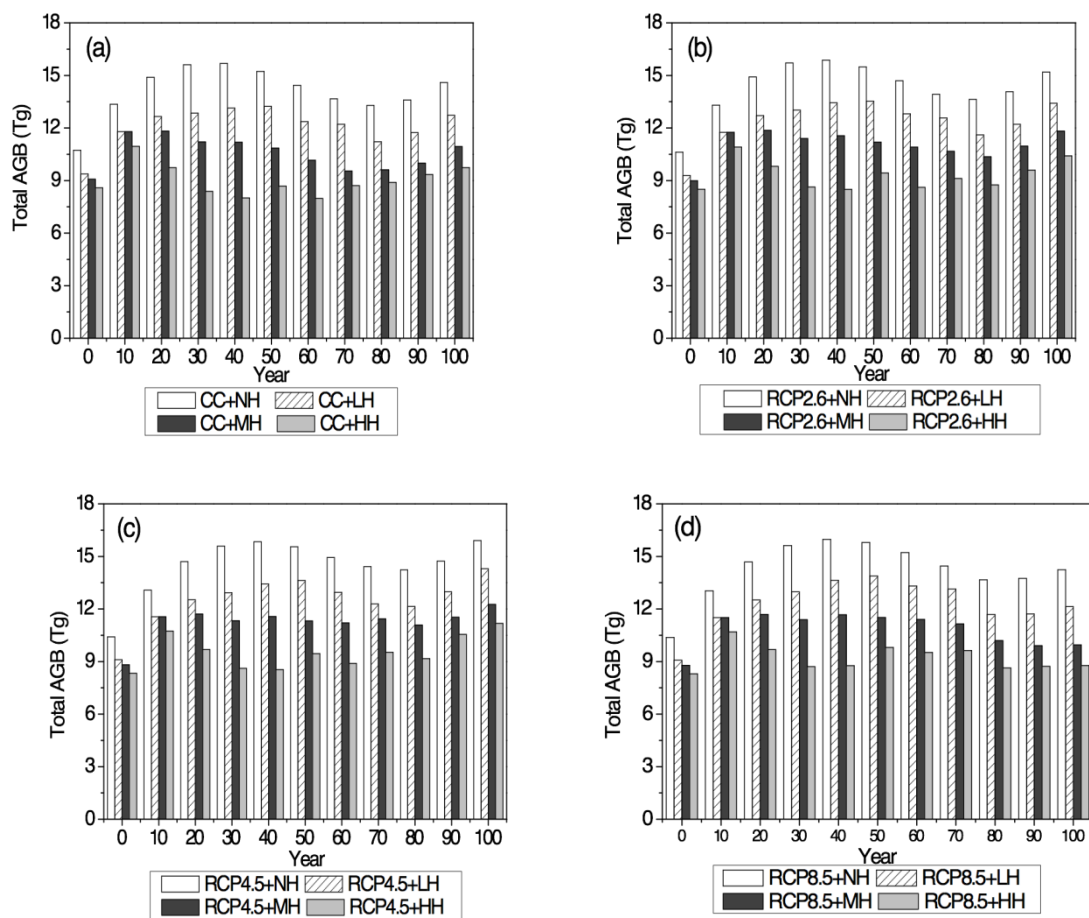 (a)
18
15
12
9
6
3
0
Total AGB (Tg)
0 10 20 30 40 50 60 70 80 90 100
Year
CC+NH CC+LH
CC+MH CC+HH
(b)
18
15
12
9
6
3
0
Total AGB (Tg)
0 10 20 30 40 50 60 70 80 90 100
Year
RCP2.6+NH RCP2.6+LH
RCP2.6+MH RCP2.6+HH
(c)
18
15
12
9
6
3
0
Total AGB (Tg)
0 10 20 30 40 50 60 70 80 90 100
Year
RCP4.5+NH RCP4.5+LH
RCP4.5+MH RCP4.5+HH
(d)
18
15
12
9
6
3
0
Total AGB (Tg)
0 10 20 30 40 50 60 70 80 90 100
Year
RCP8.5+NH RCP8.5+LH
RCP8.5+MH RCP8.5+HH